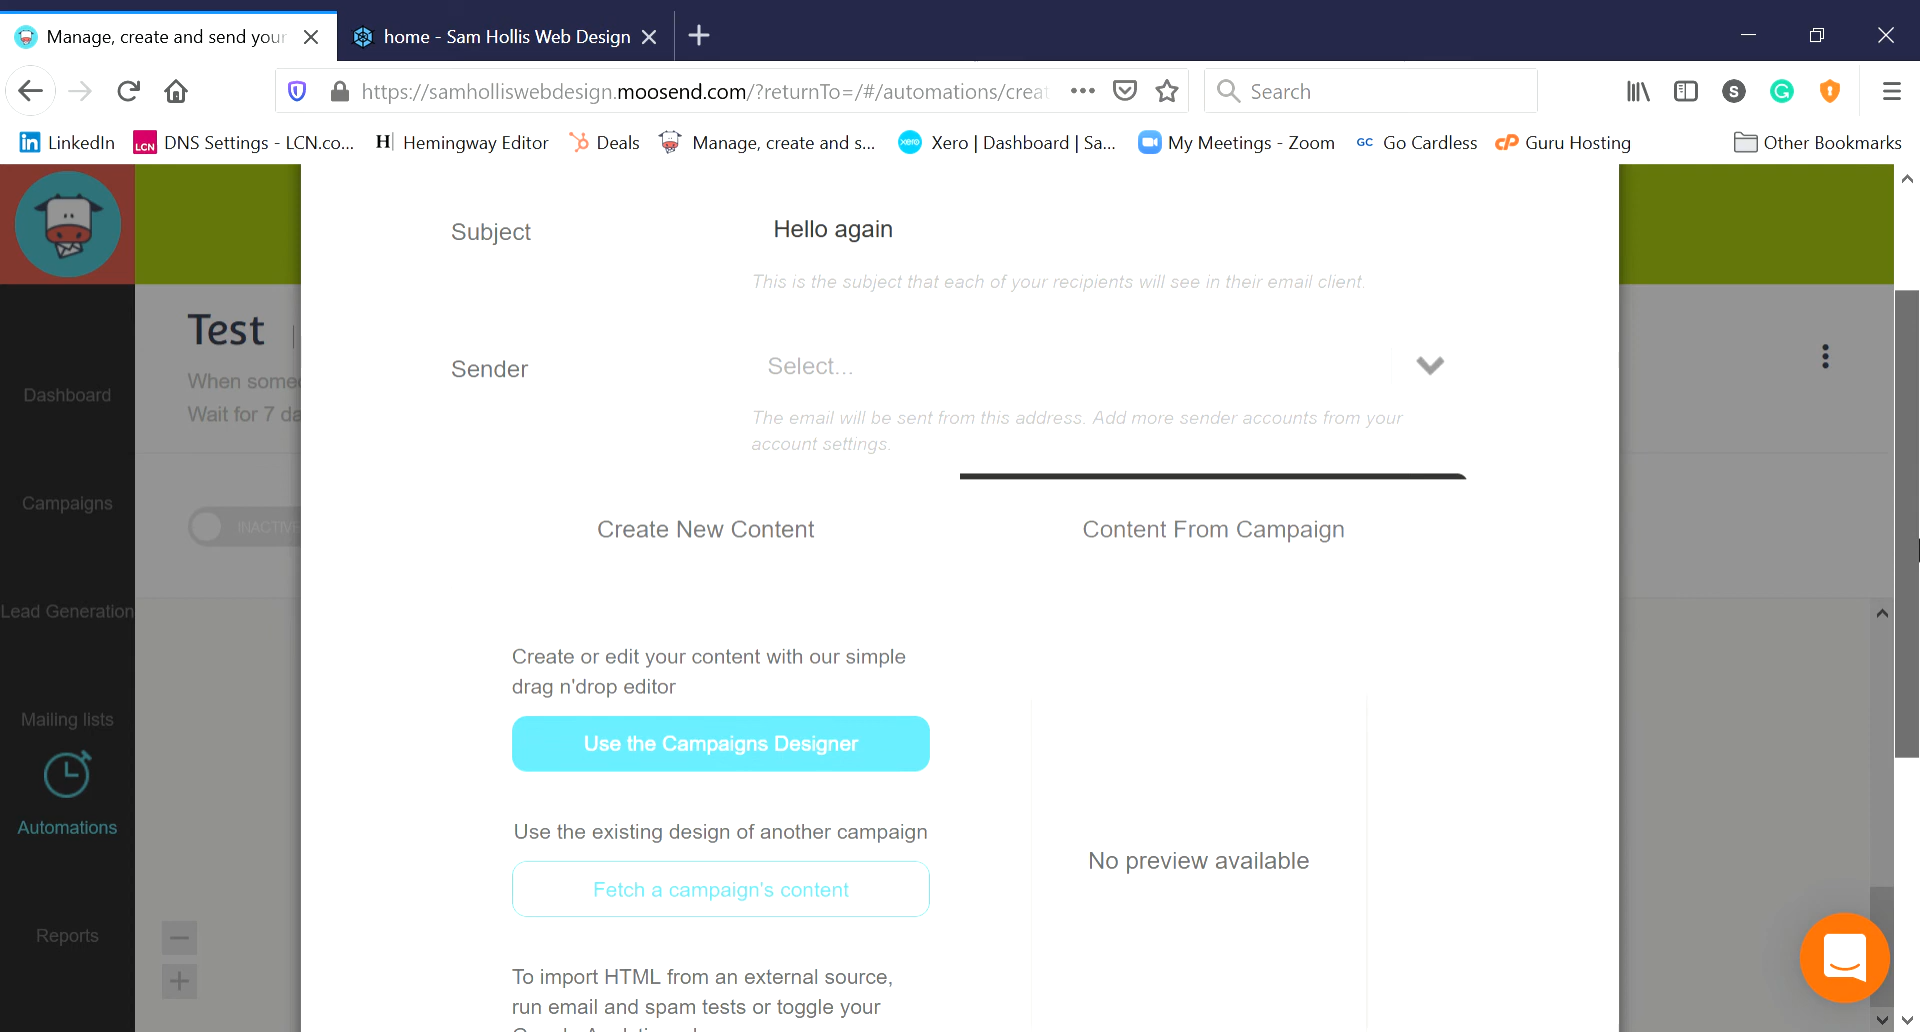 Manage, create and send your
home - Sam Hollis Web Design
https://samholliswebdesign.moosend.com/?returnTo=/#/automations/creat
Search
S
G
LinkedIn
LCN
DNS Settings - LCN.co...
H
Hemingway Editor
Deals
Manage, create and s...
xero
Xero | Dashboard | Sa...
My Meetings - Zoom
GC
Go Cardless
cP
Guru Hosting
Other Bookmarks
Subject
Hello again
This is the subject that each of your recipients will see in their email client.
Test
When some
Wait for 7 da
Sender
Select...
The email will be sent from this address. Add more sender accounts from your
account settings.
Dashboard
Campaigns
INACTIV
Create New Content
Content From Campaign
Lead Generation
Create or edit your content with our simple
drag n'drop editor
Use the Campaigns Designer
Mailing lists
Automations
Use the existing design of another campaign
Fetch a campaign's content
No preview available
Reports
To import HTML from an external source,
run email and spam tests or toggle your